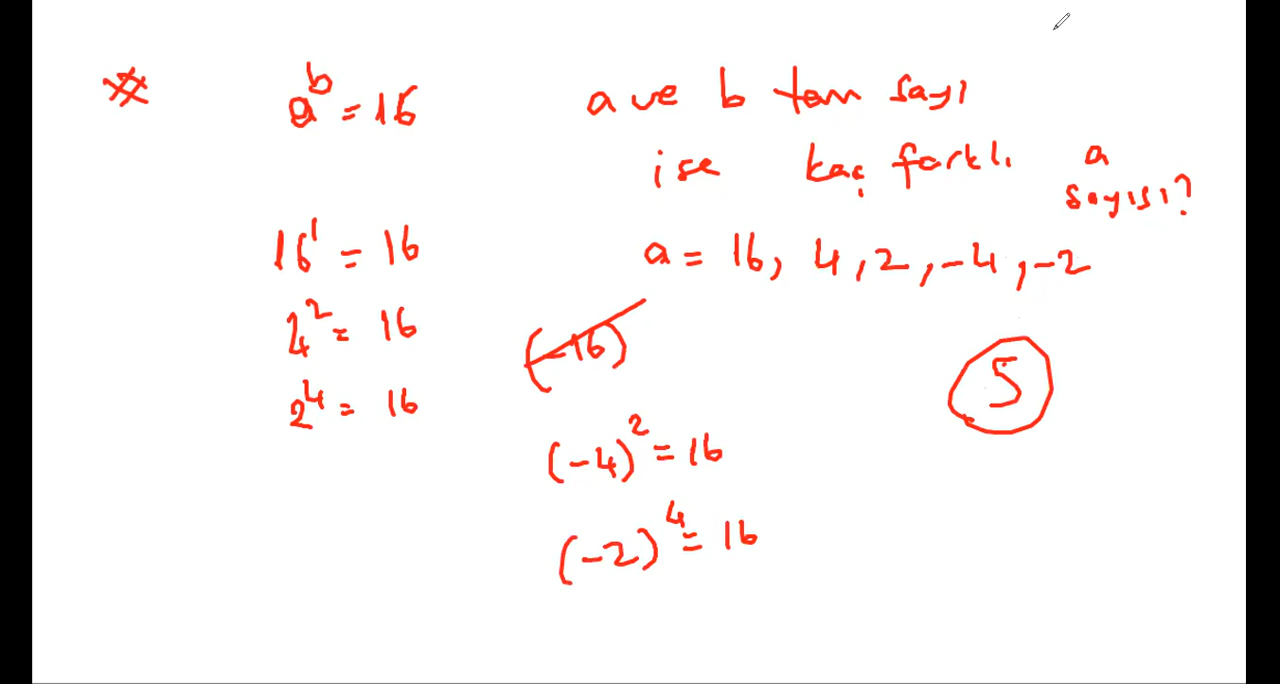 ※ a^b = 16 a ve b tam sayı
ise kaç farklı a
sayısı?
16^1 = 16 a = 16, 4, 2, -4, -2
4^2 = 16 (-16)
2^4 = 16 5
(-4)^2 = 16
(-2)^4 = 16